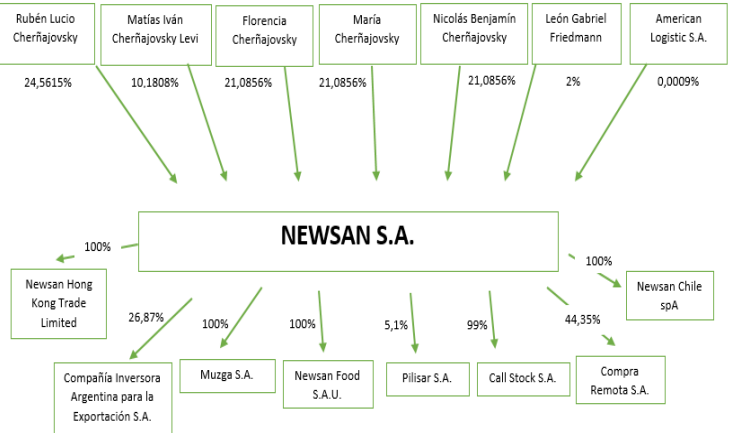 Rubén Lucio
Cherñajovsky
Matías Iván
Cherñajovsky Levi
Florencia
Cherñajovsky
María
Cherñajovsky
Nicolás Benjamín
Cherñajovsky
León Gabriel
Friedmann
American
Logistic S.A.
24,5615%
10,1808%
21,0856%
21,0856%
21,0856%
2%
0,0009%
NEWSAN S.A.
100%
100%
Newsan Hong
Kong Trade
Limited
Newsan Chile
spA
26,87%
100%
100%
5,1%
99%
44,35%
Compañía Inversora
Argentina para la
Exportación S.A.
Muzga S.A.
Newsan Food
S.A.U.
Pilisar S.A.
Call Stock S.A.
Compra
Remota S.A.